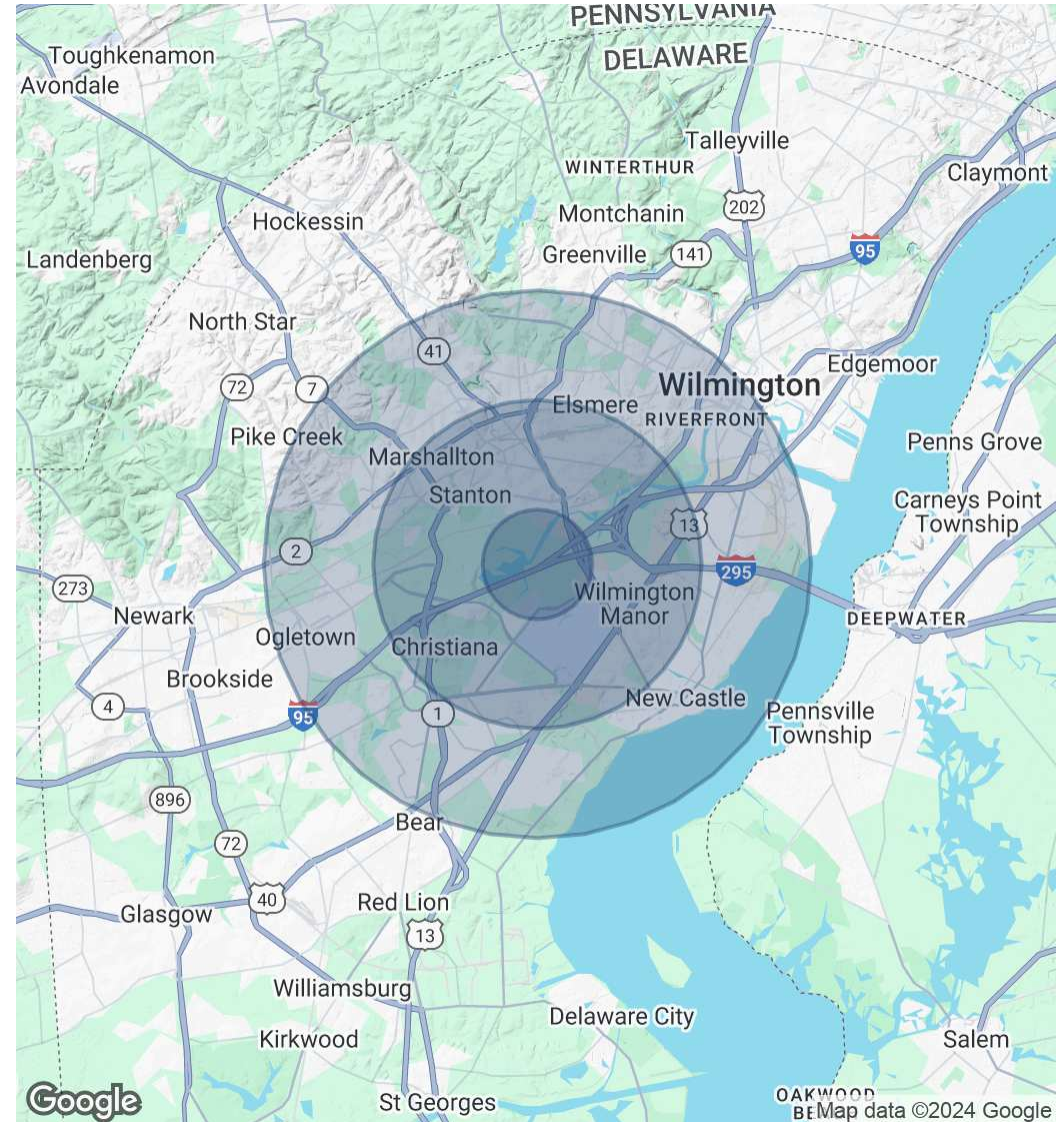 PENNSYLVANIA
DELAWARE
Toughkenamon
Avondale
Talleyville
WINTERTHUR
Claymont
202
Hockessin
Montchanin
Landenberg
Greenville
141
95
North Star
41
Edgemoor
72
7
Wilmington
Elsmere
RIVERFRONT
Pike Creek
Penns Grove
Marshallton
Stanton
Carneys Point
Township
13
2
295
273
Wilmington
Manor
Newark
DEEPWATER
Ogletown
Christiana
Brookside
New Castle
4
95
1
Pennsville
Township
896
Bear
72
40
Red Lion
Glasgow
13
Williamsburg
Delaware City
Kirkwood
Salem
Google
St Georges
OAKWOOD
Map data ©2024 Google